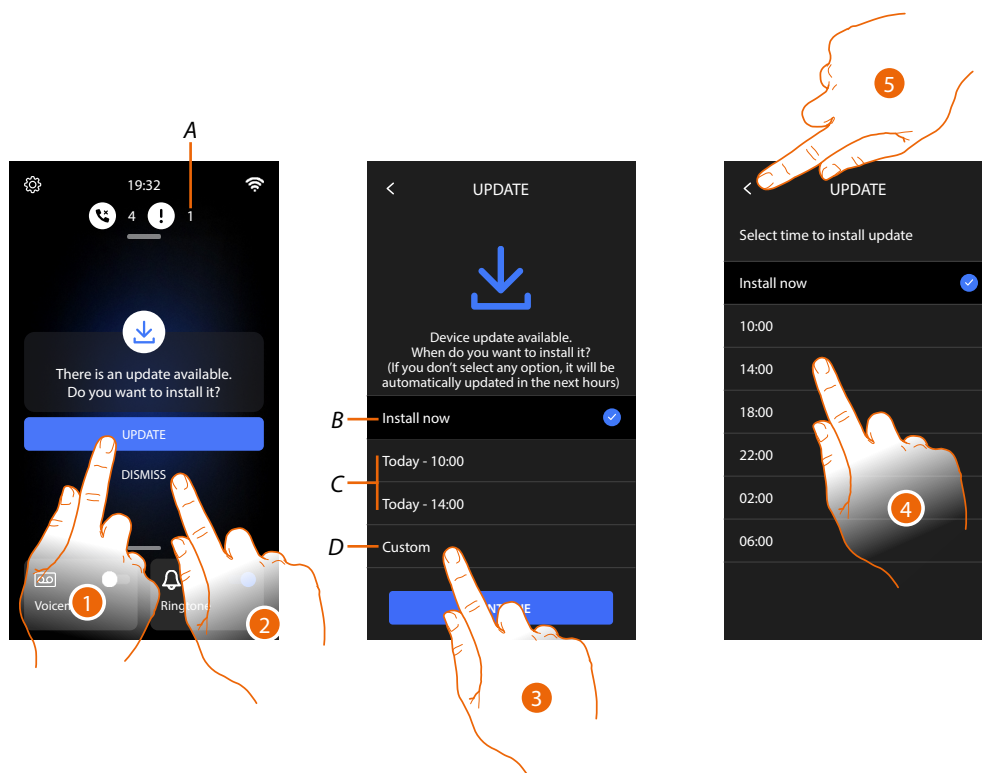 A
19:32
4
1
There is an update available.
Do you want to install it?
UPDATE
DISMISS
Ringtone
1
2
<
UPDATE
Device update available.
When do you want to install it?
(If you don't select any option, it will be
automatically updated in the next hours)
B
Install now
C
Today - 10:00
Today - 14:00
D
Custom
3
5
<
UPDATE
Select time to install update
Install now
10:00
14:00
18:00
22:00
02:00
06:00
4